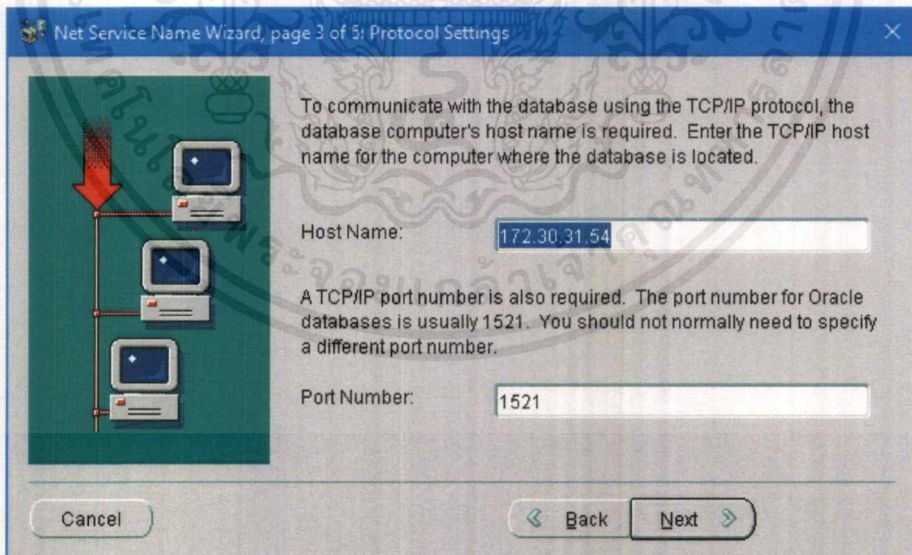 Net Service Name Wizard, page 3 of 5: Protocol Settings
To communicate with the database using the TCP/IP protocol, the
database computer's host name is required. Enter the TCP/IP host
name for the computer where the database is located.
Host Name:
172.30.31.54
A TCP/IP port number is also required. The port number for Oracle
databases is usually 1521. You should not normally need to specify
a different port number.
Port Number:
1521
Cancel
Back
Next